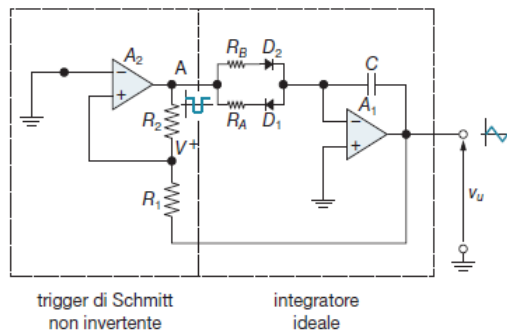 A2
A
RB
D2
C
−
+
R2
RA
D1
A1
V+
−
+
R1
vu
trigger di Schmitt
non invertente
integratore
ideale